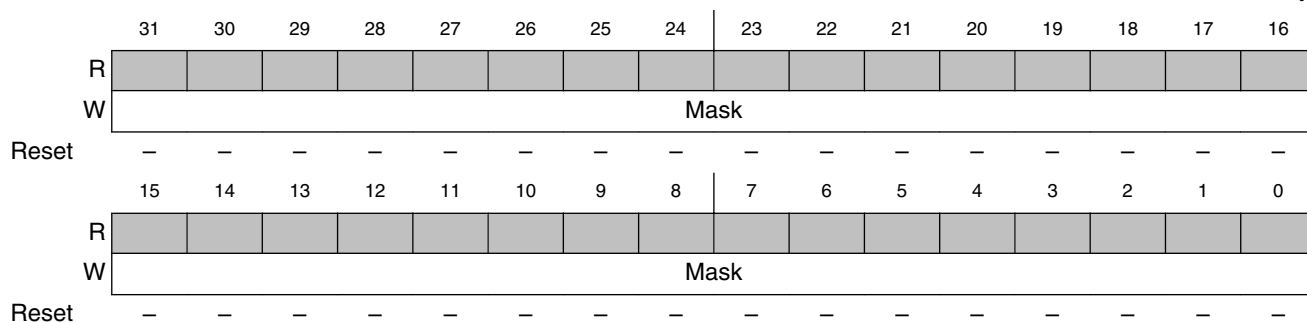 31 30 29 28 27 26 25 24 23 22 21 20 19 18 17 16
R
W Mask
Reset – – – – – – – – – – – – – – – –
15 14 13 12 11 10 9 8 7 6 5 4 3 2 1 0
R
W Mask
Reset – – – – – – – – – – – – – – – –